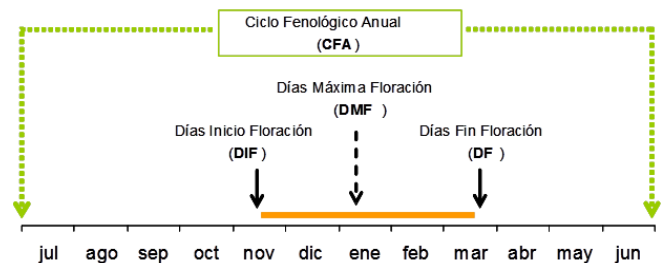 Ciclo Fenológico Anual
(CFA)
Días Máxima Floración
(DMF)
Días Inicio Floración
(DIF)
Días Fin Floración
(DF)
jul ago sep oct nov dic ene feb mar abr may jun